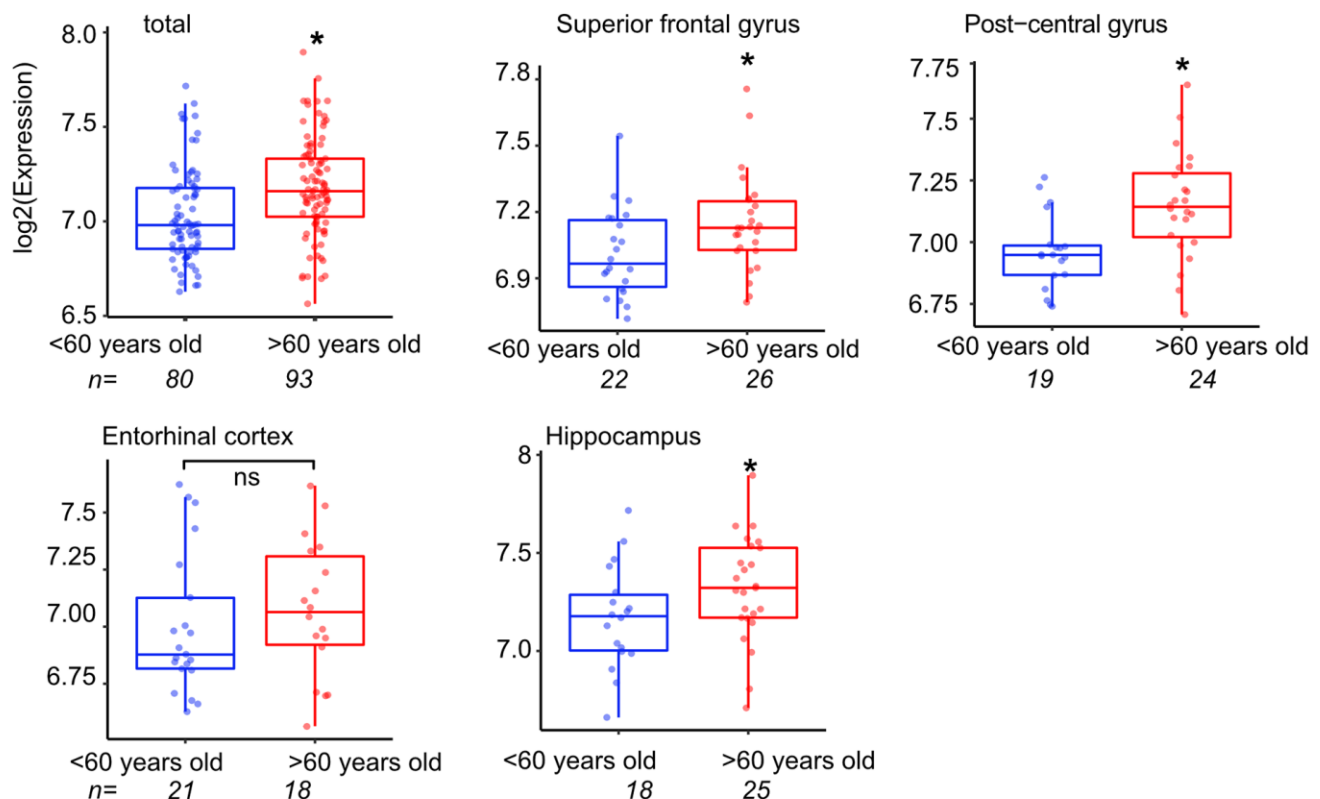 total
log2(Expression)
8.0
7.5
7.0
6.5
*
<60 years old >60 years old
n= 80 93
Superior frontal gyrus
7.8
7.5
7.2
6.9
*
<60 years old >60 years old
22 26
Post−central gyrus
7.75
7.5
7.25
7.00
6.75
*
<60 years old >60 years old
19 24
Entorhinal cortex
ns
7.5
7.25
7.00
6.75
<60 years old >60 years old
n= 21 18
Hippocampus
8
7.5
7.0
*
<60 years old >60 years old
18 25